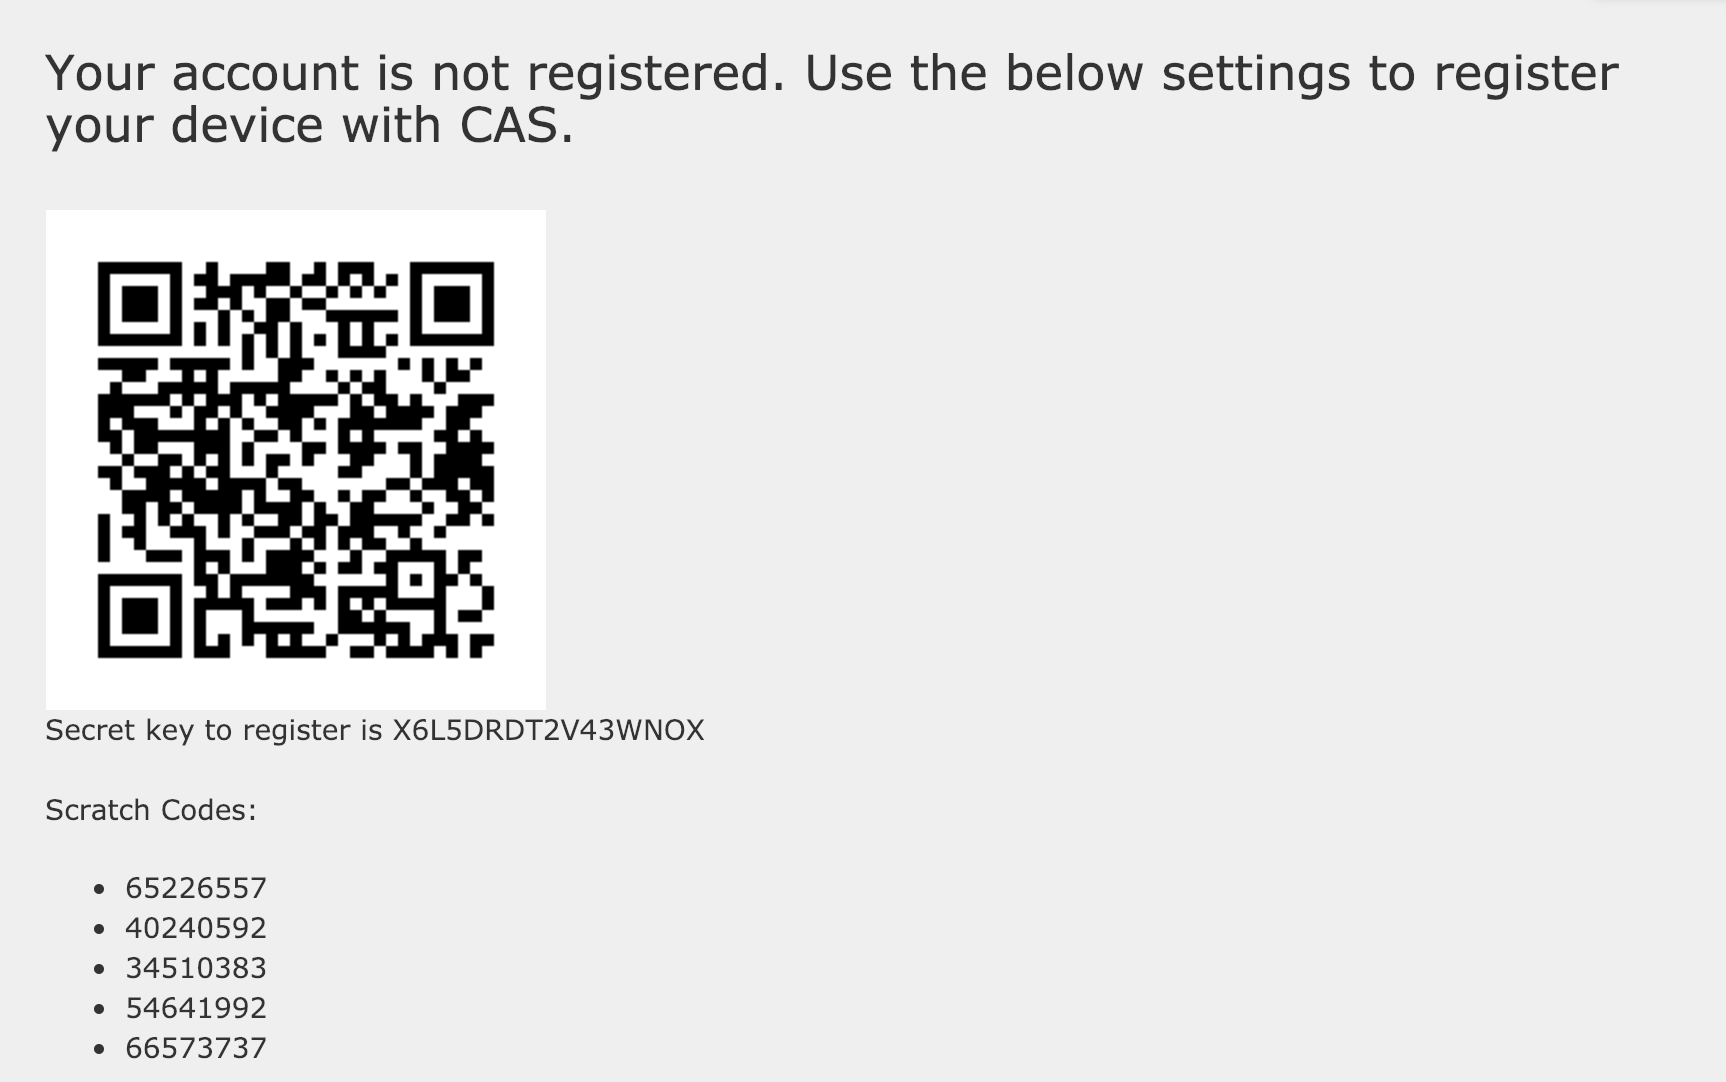 Your account is not registered. Use the below settings to register
your device with CAS.
Secret key to register is X6L5DRDT2V43WNOX
Scratch Codes:
65226557
40240592
34510383
54641992
66573737